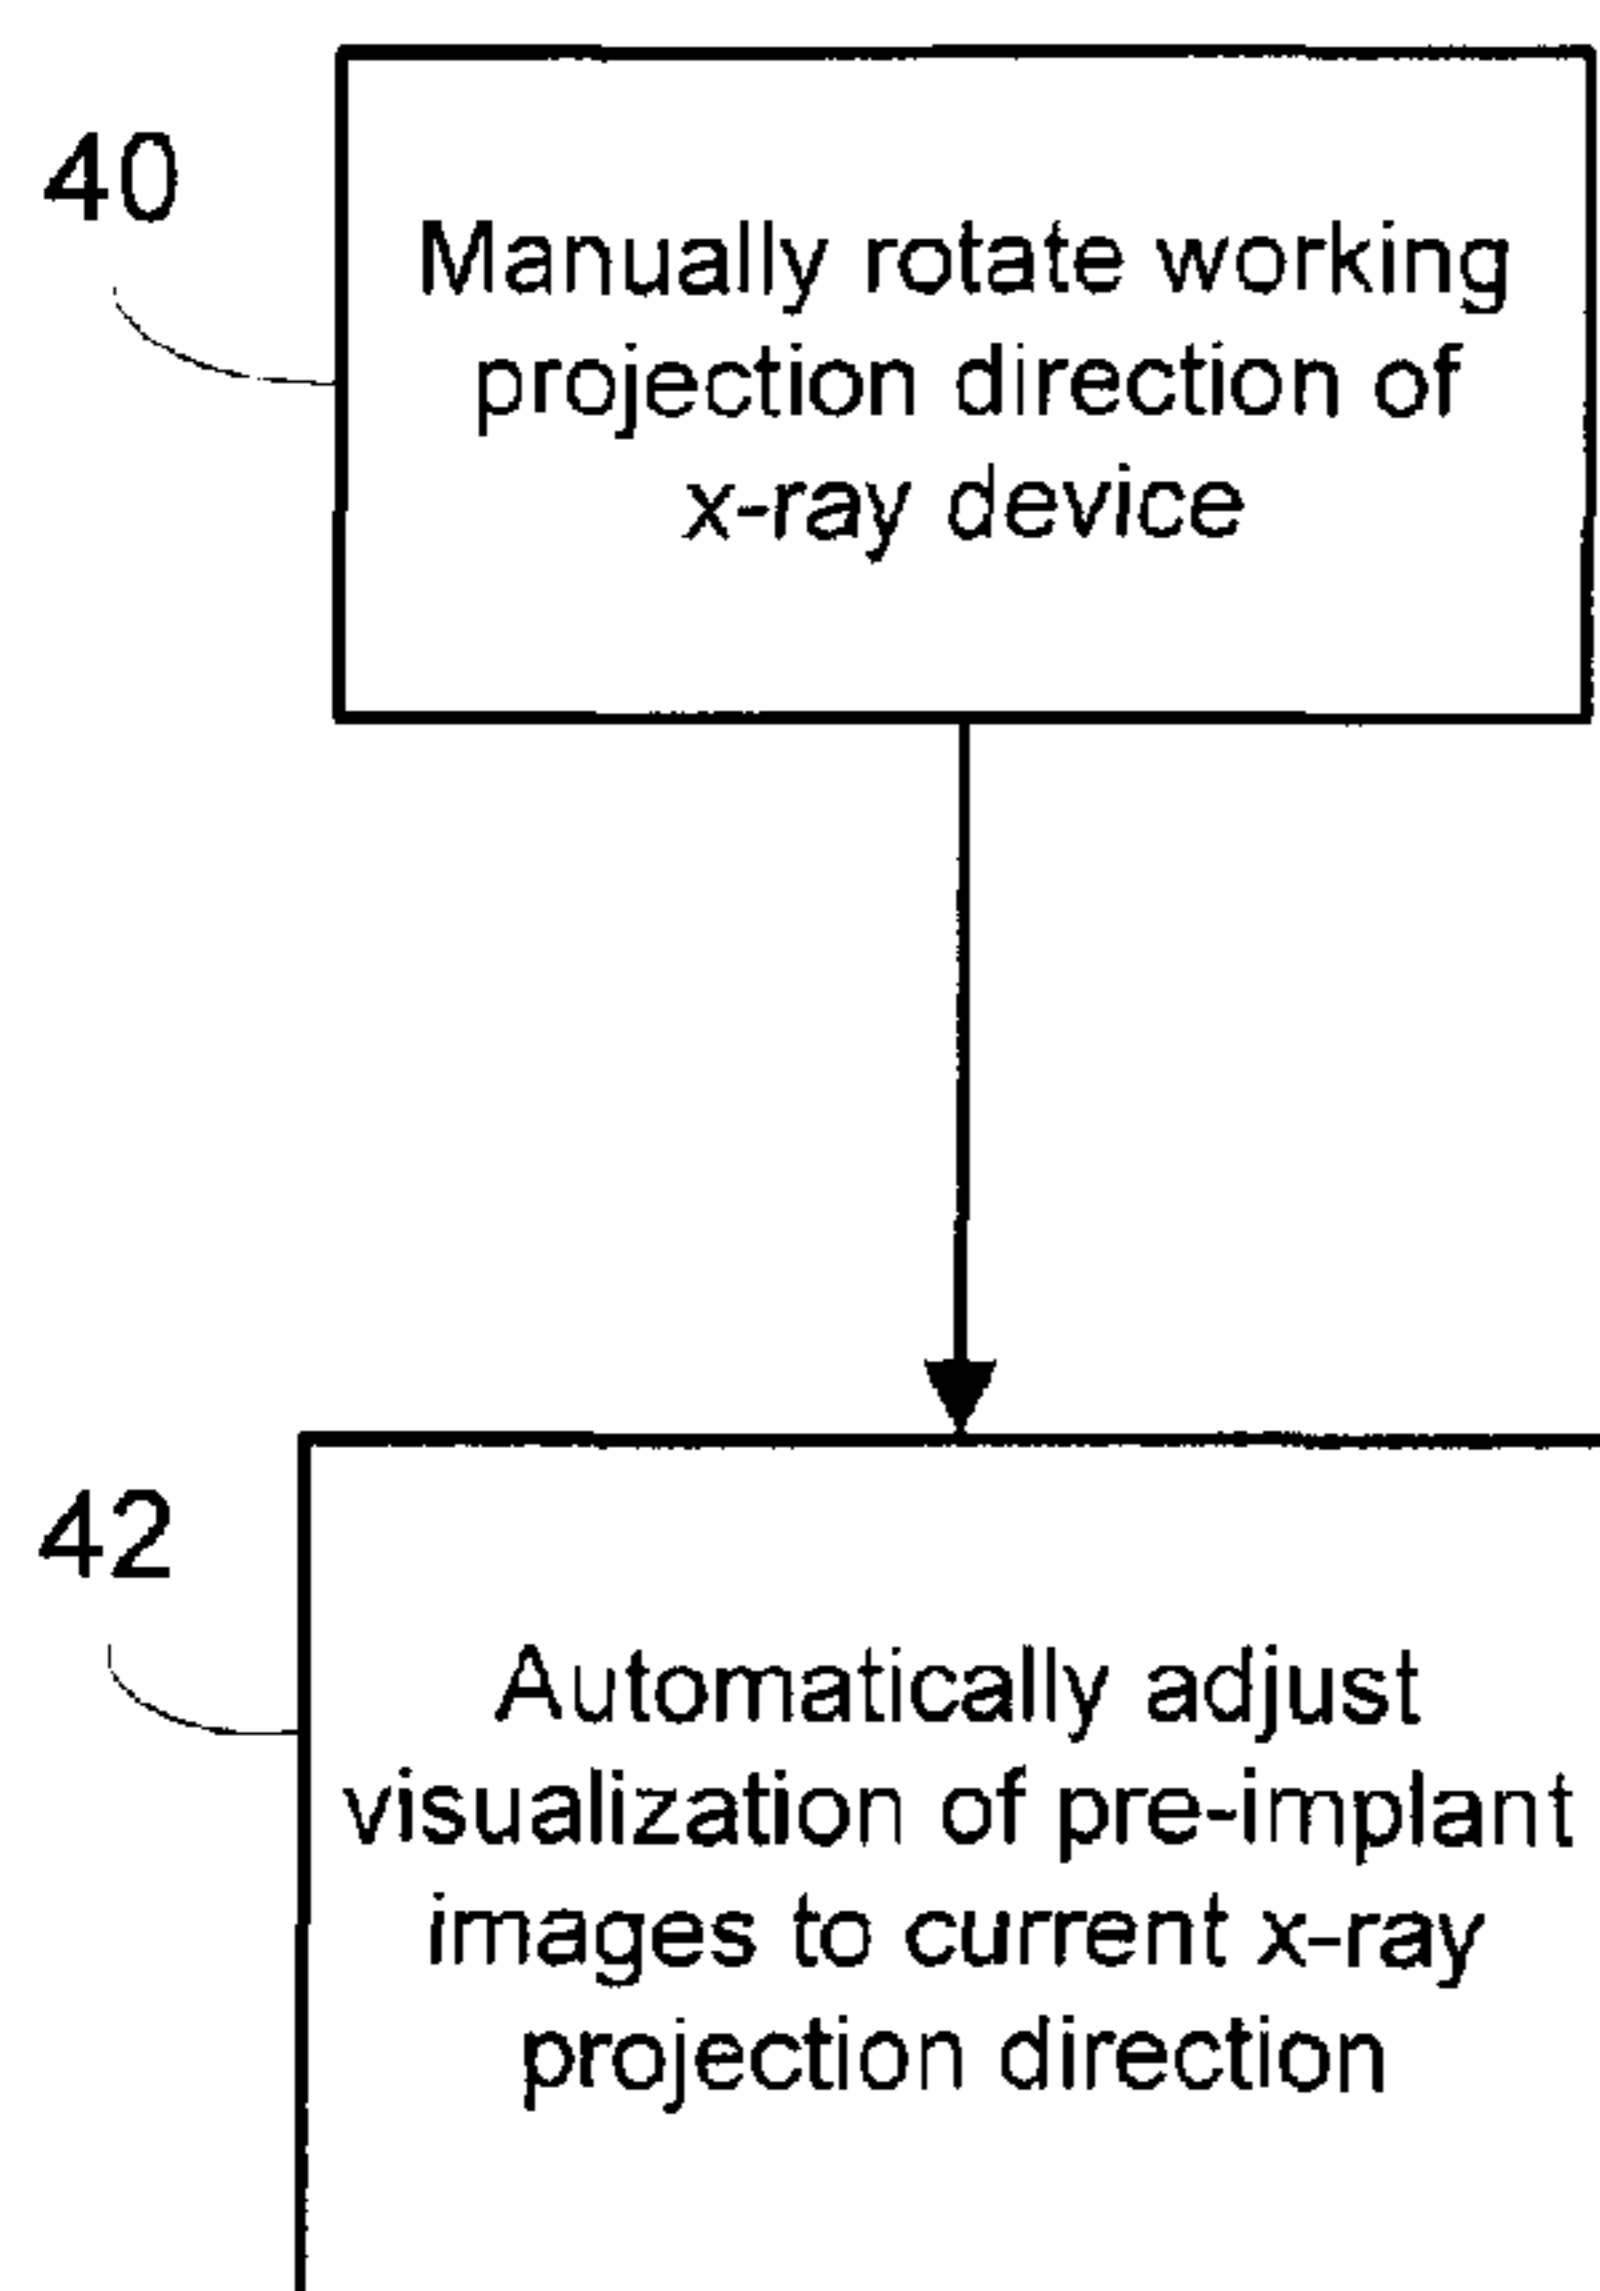 40
Manually rotate working
projection direction of
x-ray device
42
Automatically adjust
visualization of pre-implant
images to current x-ray
projection direction